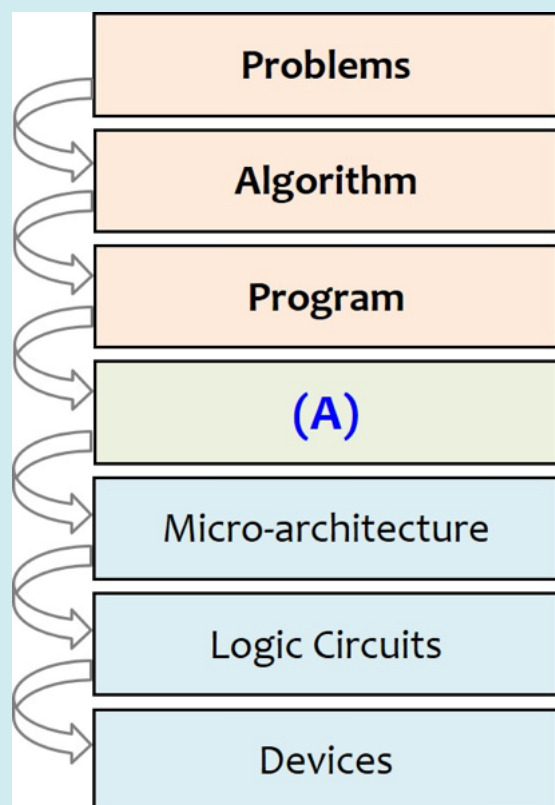 Problems
Algorithm
Program
(A)
Micro-architecture
Logic Circuits
Devices